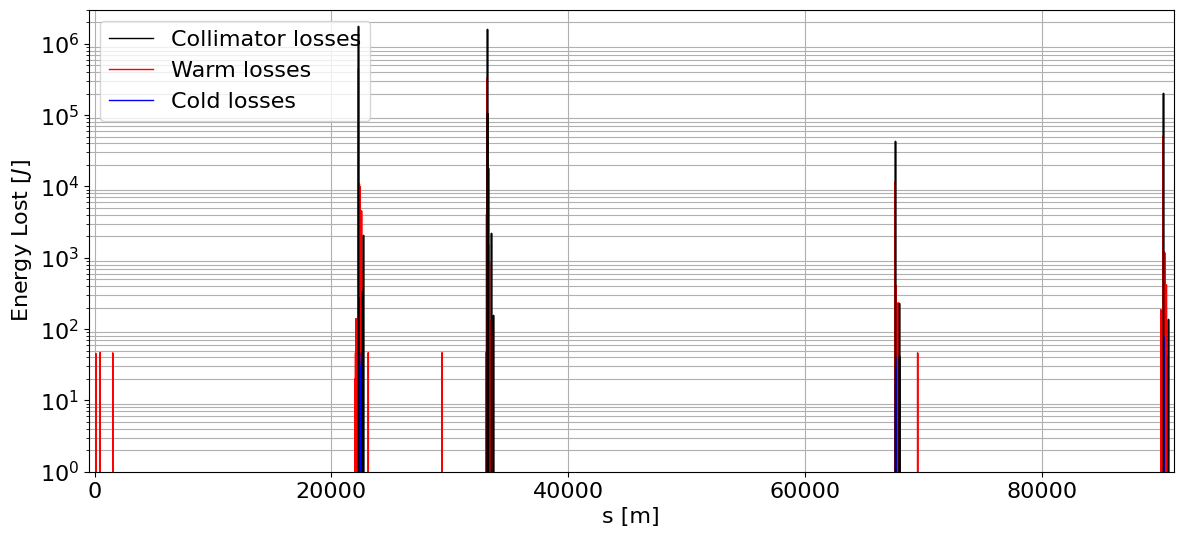 Collimator losses
Warm losses
Cold losses
Energy Lost [J]
10^6
10^5
10^4
10^3
10^2
10^1
10^0
0 20000 40000 60000 80000
s [m]